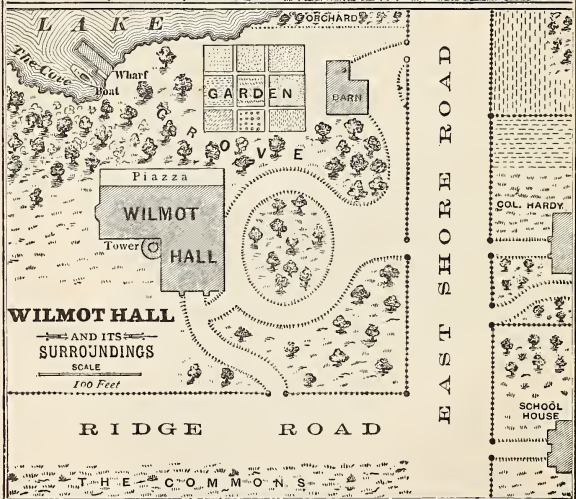 LAKE
ORCHARD
The Cove
Wharf
Boat
GARDEN
BARN
GROVE
Piazza
WILMOT
HALL
Tower
COL. HARDY
EAST SHORE ROAD
WILMOT HALL
AND ITS
SURROUNDINGS
SCALE
100 Feet
SCHOOL
HOUSE
RIDGE ROAD
THE COMMONS